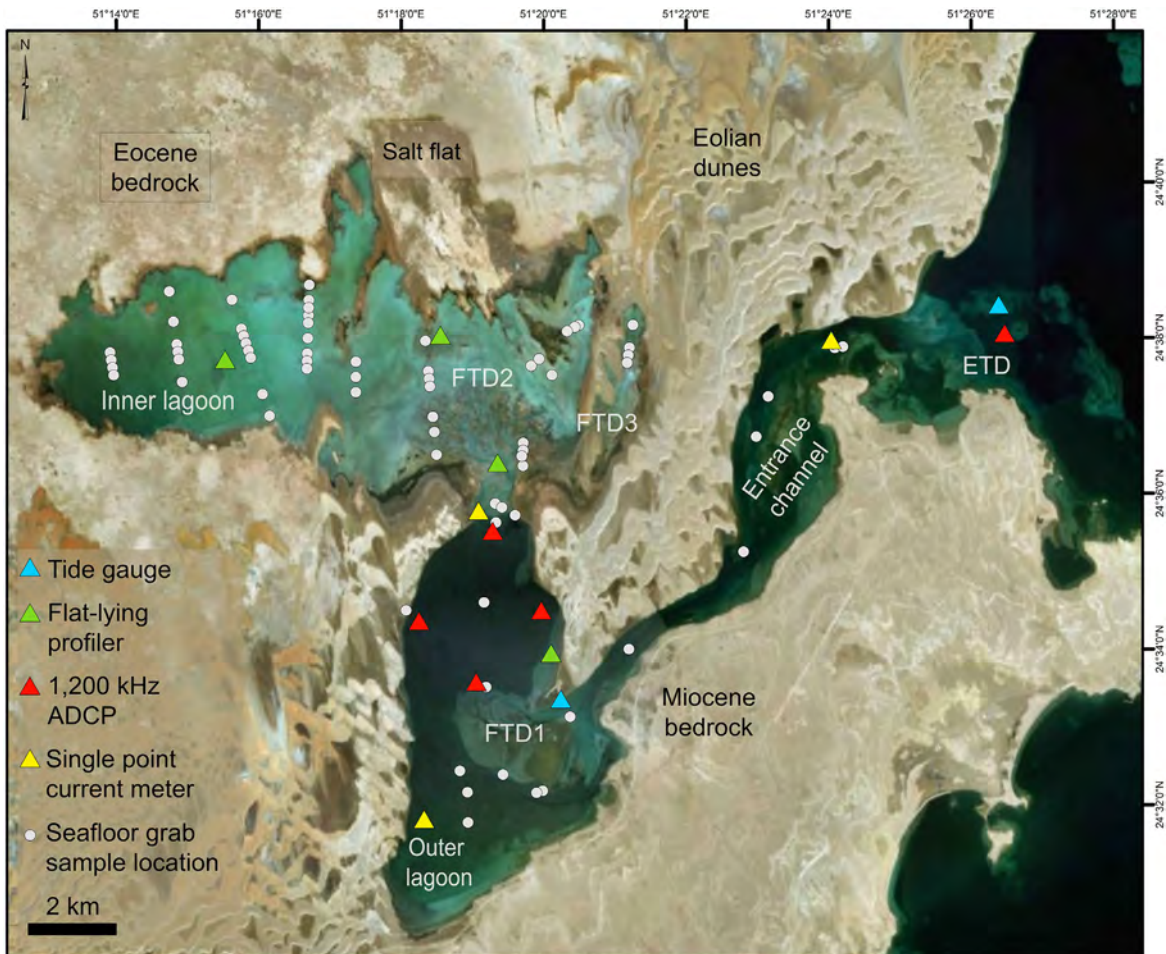 51°14'0"E
51°16'0"E
51°18'0"E
51°20'0"E
51°22'0"E
51°24'0"E
51°26'0"E
51°28'0"E
N
Eocene
bedrock
Salt flat
Eolian
dunes
24°40'0"N
24°38'0"N
ETD
FTD2
Inner lagoon
FTD3
Entrance
channel
24°36'0"N
Tide gauge
Flat-lying
profiler
1,200 kHz
ADCP
Single point
current meter
Seafloor grab
sample location
2 km
24°34'0"N
Miocene
bedrock
FTD1
24°32'0"N
Outer
lagoon